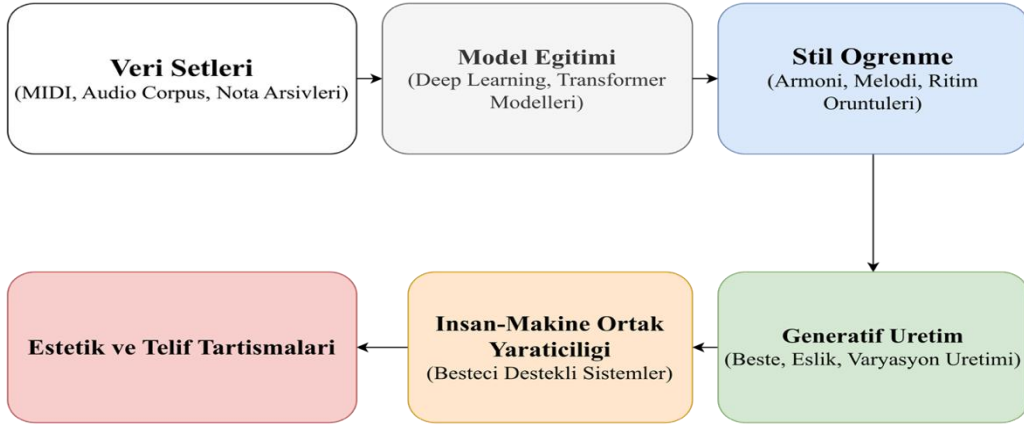 Veri Setleri
(MIDI, Audio Corpus, Nota Arsivleri)
Model Egitimi
(Deep Learning, Transformer
Modelleri)
Stil Ogrenme
(Armoni, Melodi, Ritim
Oruntuleri)
Estetik ve Telif Tartismalari
Insan-Makine Ortak
Yaraticiligi
(Besteci Destekli Sistemler)
Generatif Uretim
(Beste, Eslik, Varyasyon Uretimi)